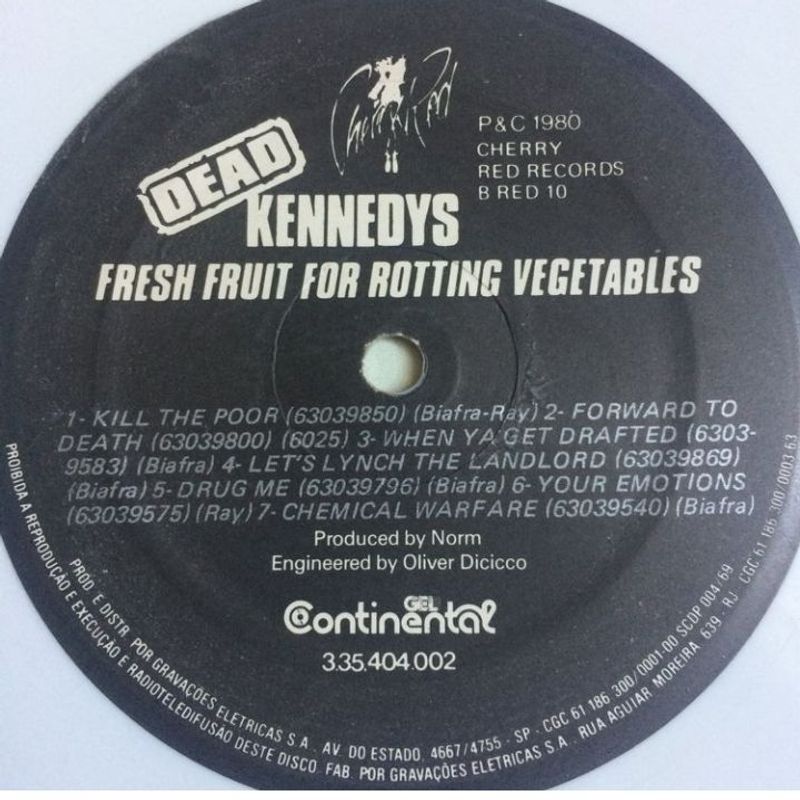 Cherry Red
P & C 1980
CHERRY
RED RECORDS
B RED 10
DEAD
KENNEDYS
FRESH FRUIT FOR ROTTING VEGETABLES
1- KILL THE POOR (63039850) (Biafra-Ray) 2- FORWARD TO
DEATH (63039800) (6025) 3- WHEN YA GET DRAFTED (6303-
9583) (Biafra) 4- LET'S LYNCH THE LANDLORD (63039869)
(Biafra) 5- DRUG ME (63039796) (Biafra) 6- YOUR EMOTIONS
(63039575) (Ray) 7- CHEMICAL WARFARE (63039540) (Biafra)
Produced by Norm
Engineered by Oliver Dicicco
GEL
Continental
3.35.404.002
PROD. E DISTR. POR GRAVAÇÕES ELETRICAS S.A. AV. DO ESTADO, 4667/4755 - SP - CGC 61 186 300/0001-00 SCDP 004/69
PROIBIDA A REPRODUÇÃO E EXECUÇÃO E RADIOTELEDIFUSÃO DESTE DISCO. FAB. POR GRAVAÇÕES ELETRICAS S.A. RUA AGUIAR MOREIRA 639 - RJ - CGC 61 186 300/0003-63